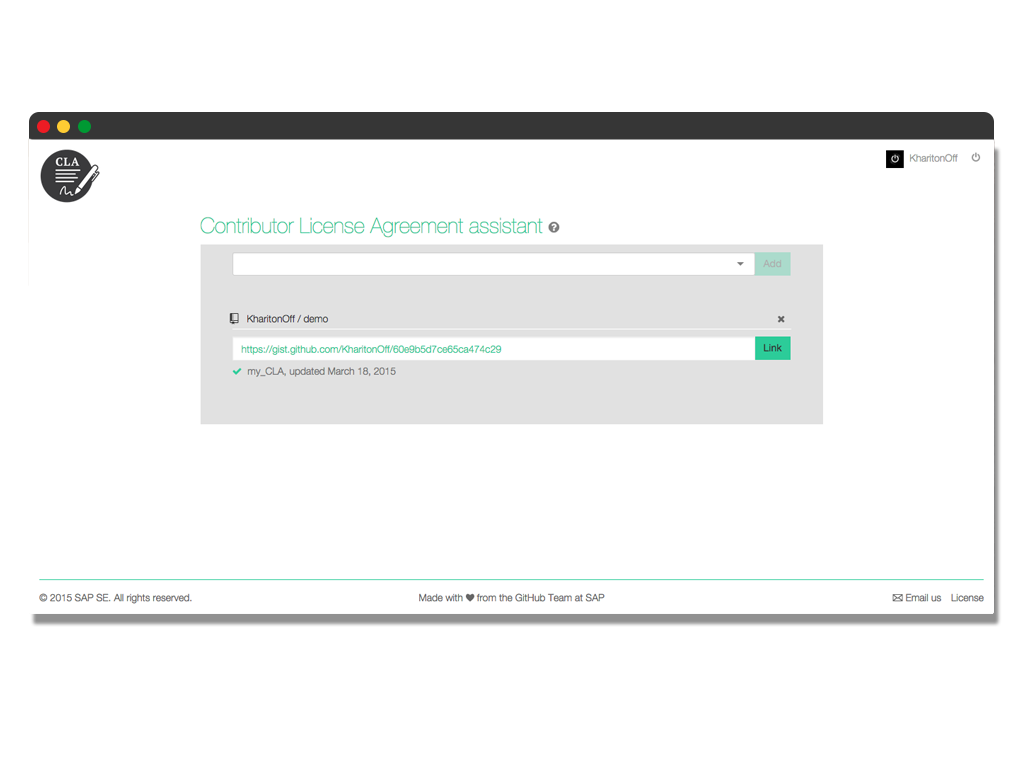 CLA
KharitonOff
Contributor License Agreement assistant ?
Add
KharitonOff / demo
https://gist.github.com/KharitonOff/60e9b5d7ce65ca474c29
Link
my_CLA, updated March 18, 2015
© 2015 SAP SE. All rights reserved.
Made with ♥ from the GitHub Team at SAP
Email us
License